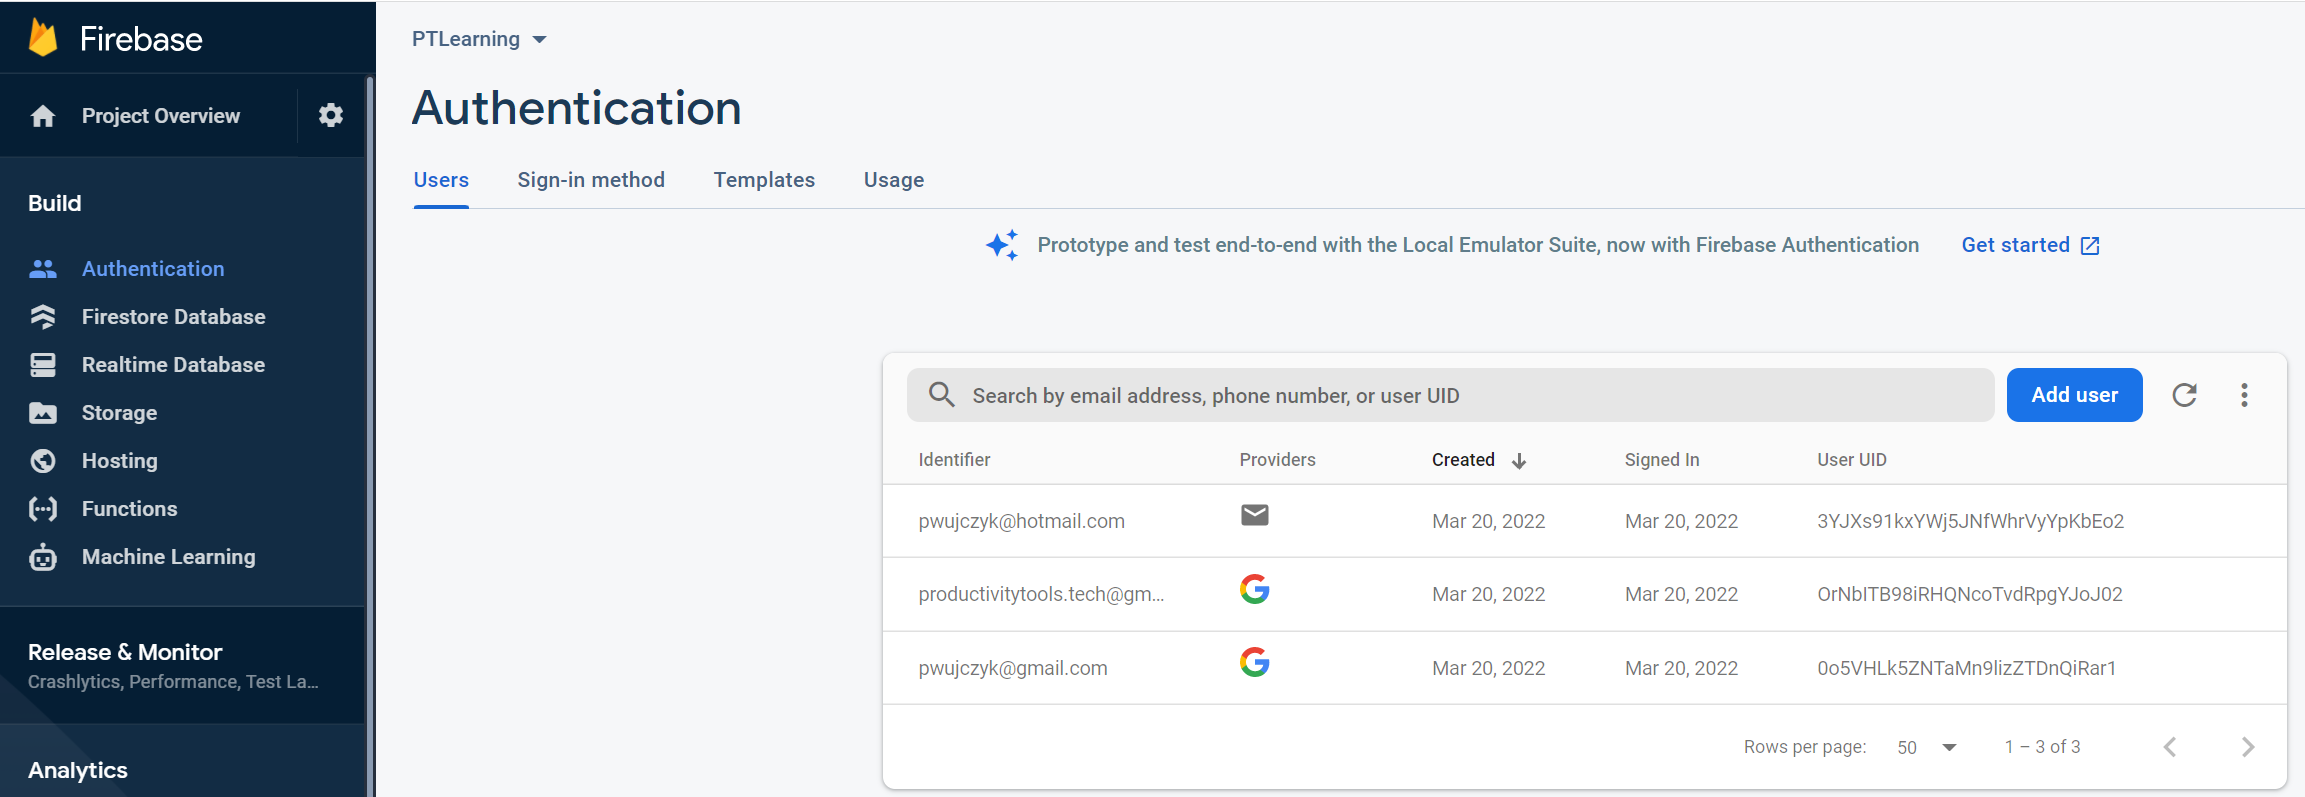 Firebase
Project Overview
Build
Authentication
Firestore Database
Realtime Database
Storage
Hosting
Functions
Machine Learning
Release & Monitor
Crashlytics, Performance, Test La...
Analytics
PTLearning
Authentication
Users Sign-in method Templates Usage
Prototype and test end-to-end with the Local Emulator Suite, now with Firebase Authentication Get started
Search by email address, phone number, or user UID Add user
Identifier Providers Created Signed In User UID
pwujczyk@hotmail.com Mar 20, 2022 Mar 20, 2022 3YJXs91kxYWj5JNfWhrVyYpKbEo2
productivitytools.tech@gm... Mar 20, 2022 Mar 20, 2022 OrNbITB98iRHQNcoTvdRpgYJoJ02
pwujczyk@gmail.com Mar 20, 2022 Mar 20, 2022 0o5VHLk5ZNTaMn9lizZTDnQiRar1
Rows per page: 50 1 – 3 of 3